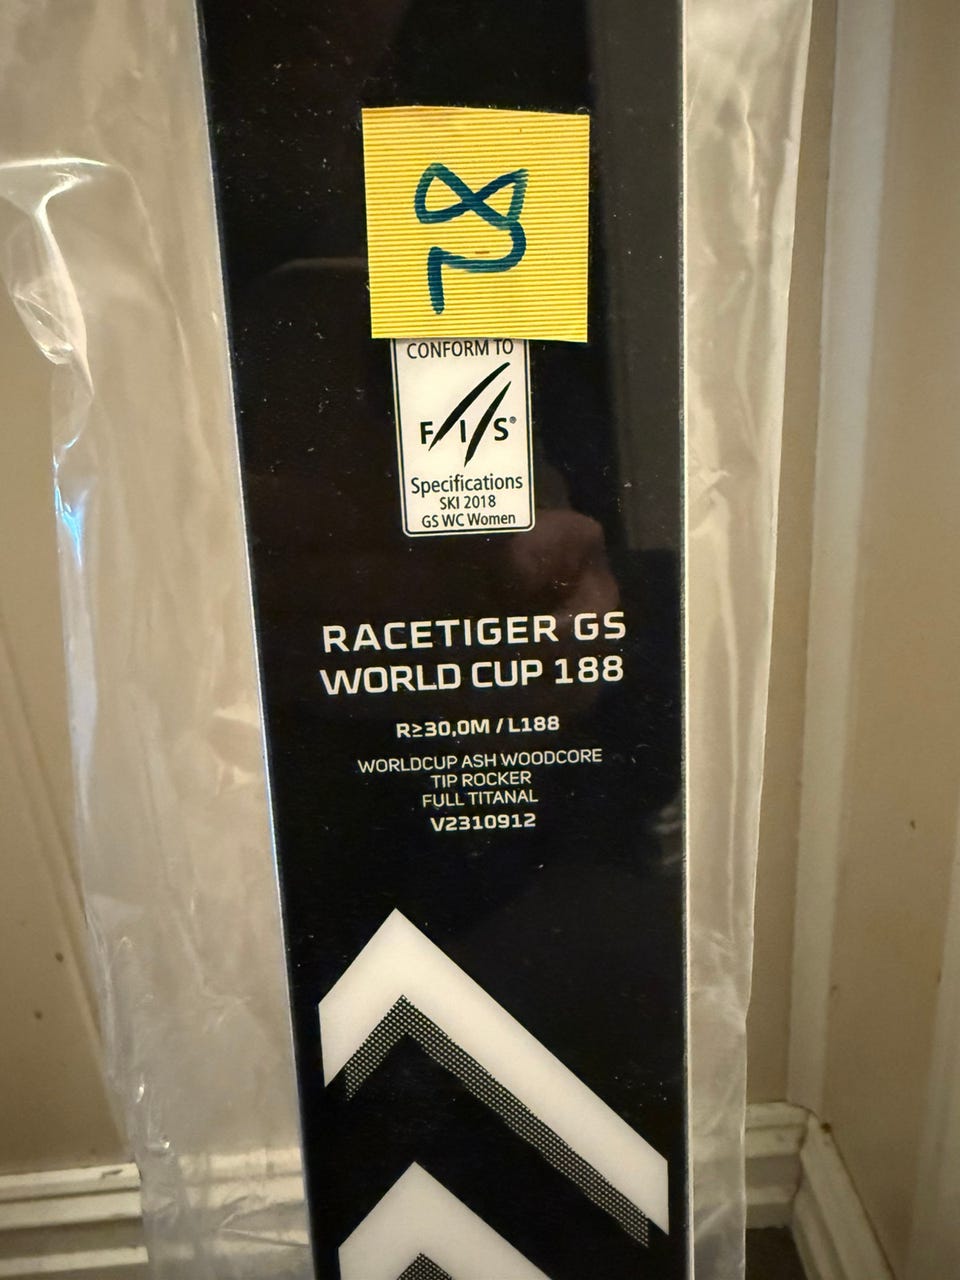 CONFORM TO
FIS®
Specifications
SKI 2018
GS WC Women
RACETIGER GS
WORLD CUP 188
R≥30,0M / L188
WORLDCUP ASH WOODCORE
TIP ROCKER
FULL TITANAL
V2310912